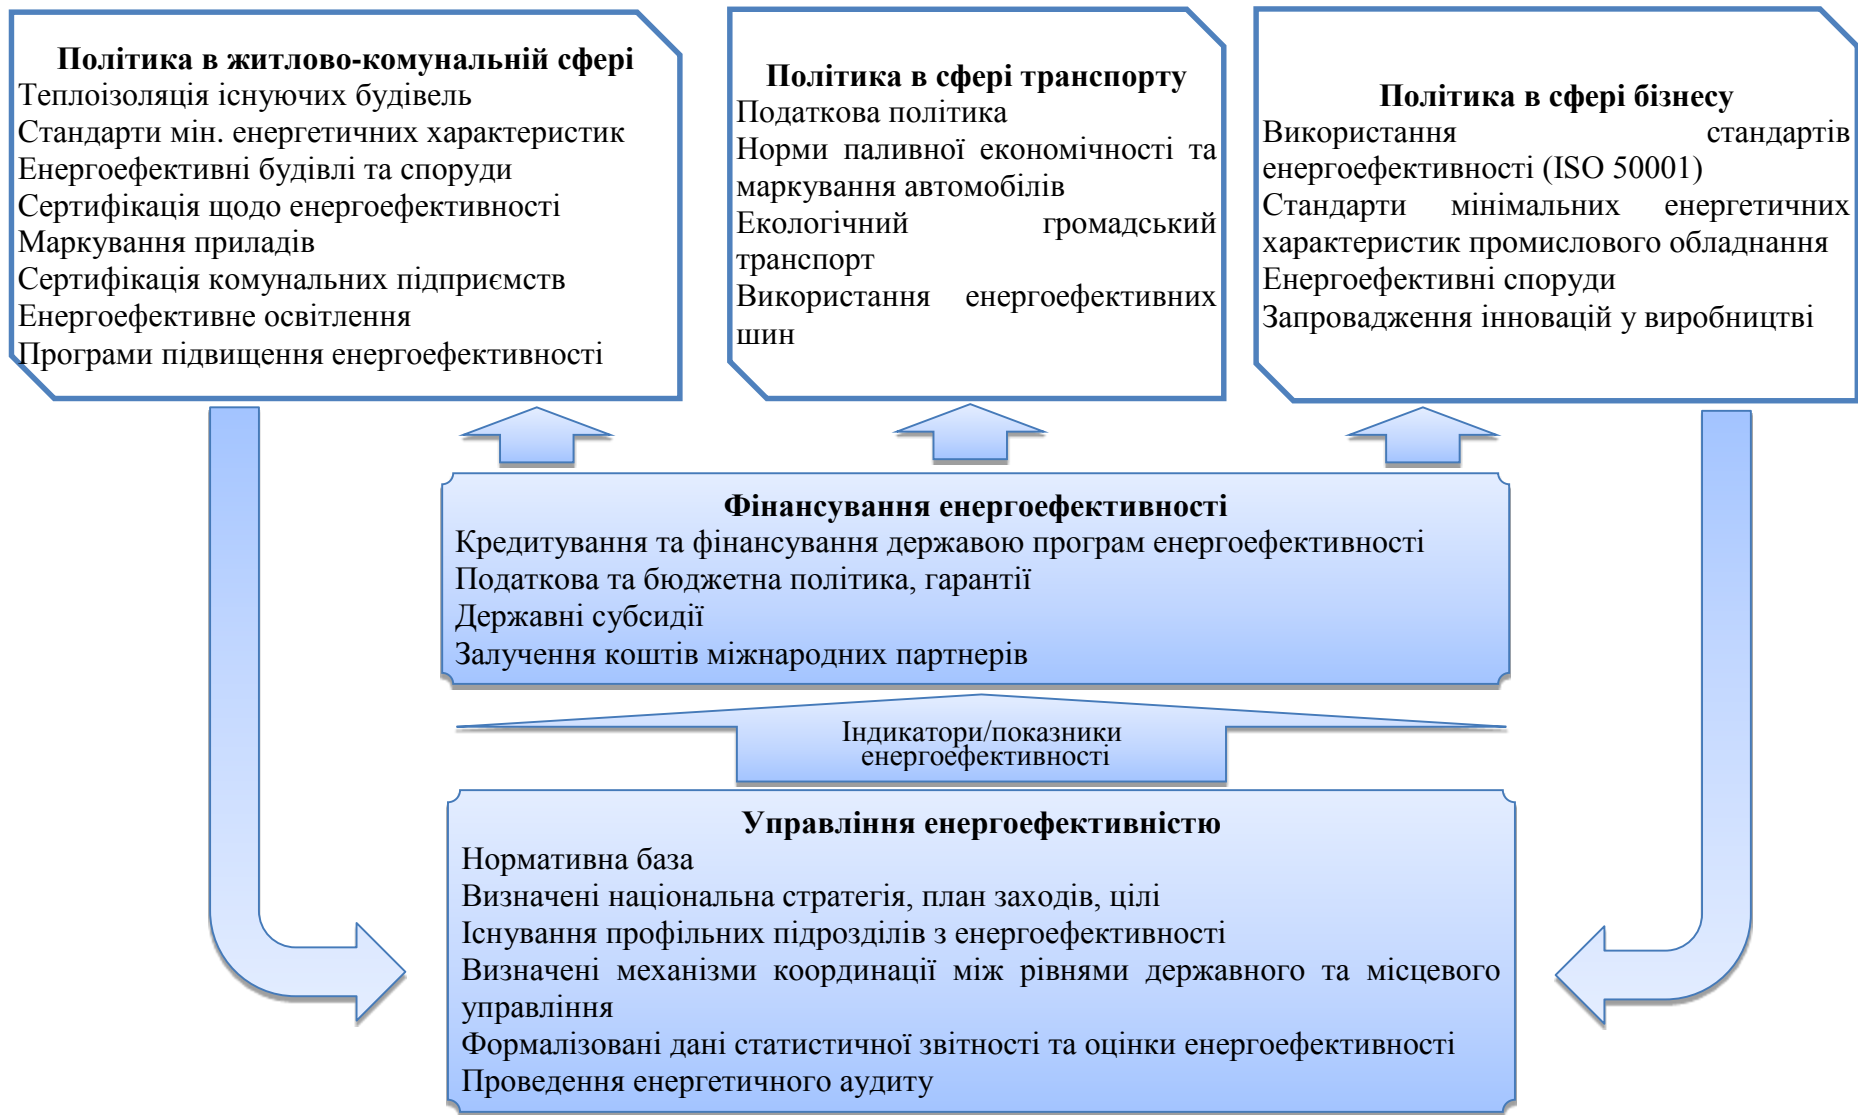 Політика в житлово-комунальній сфері
Теплоізоляція існуючих будівель
Стандарти мін. енергетичних характеристик
Енергоефективні будівлі та споруди
Сертифікація щодо енергоефективності
Маркування приладів
Сертифікація комунальних підприємств
Енергоефективне освітлення
Програми підвищення енергоефективності
Політика в сфері транспорту
Податкова політика
Норми паливної економічності та
маркування автомобілів
Екологічний громадський
транспорт
Використання енергоефективних
шин
Політика в сфері бізнесу
Використання стандартів
енергоефективності (ISO 50001)
Стандарти мінімальних енергетичних
характеристик промислового обладнання
Енергоефективні споруди
Запровадження інновацій у виробництві
Фінансування енергоефективності
Кредитування та фінансування державою програм енергоефективності
Податкова та бюджетна політика, гарантії
Державні субсидії
Залучення коштів міжнародних партнерів
Індикатори/показники
енергоефективності
Управління енергоефективністю
Нормативна база
Визначені національна стратегія, план заходів, цілі
Існування профільних підрозділів з енергоефективності
Визначені механізми координації між рівнями державного та місцевого
управління
Формалізовані дані статистичної звітності та оцінки енергоефективності
Проведення енергетичного аудиту